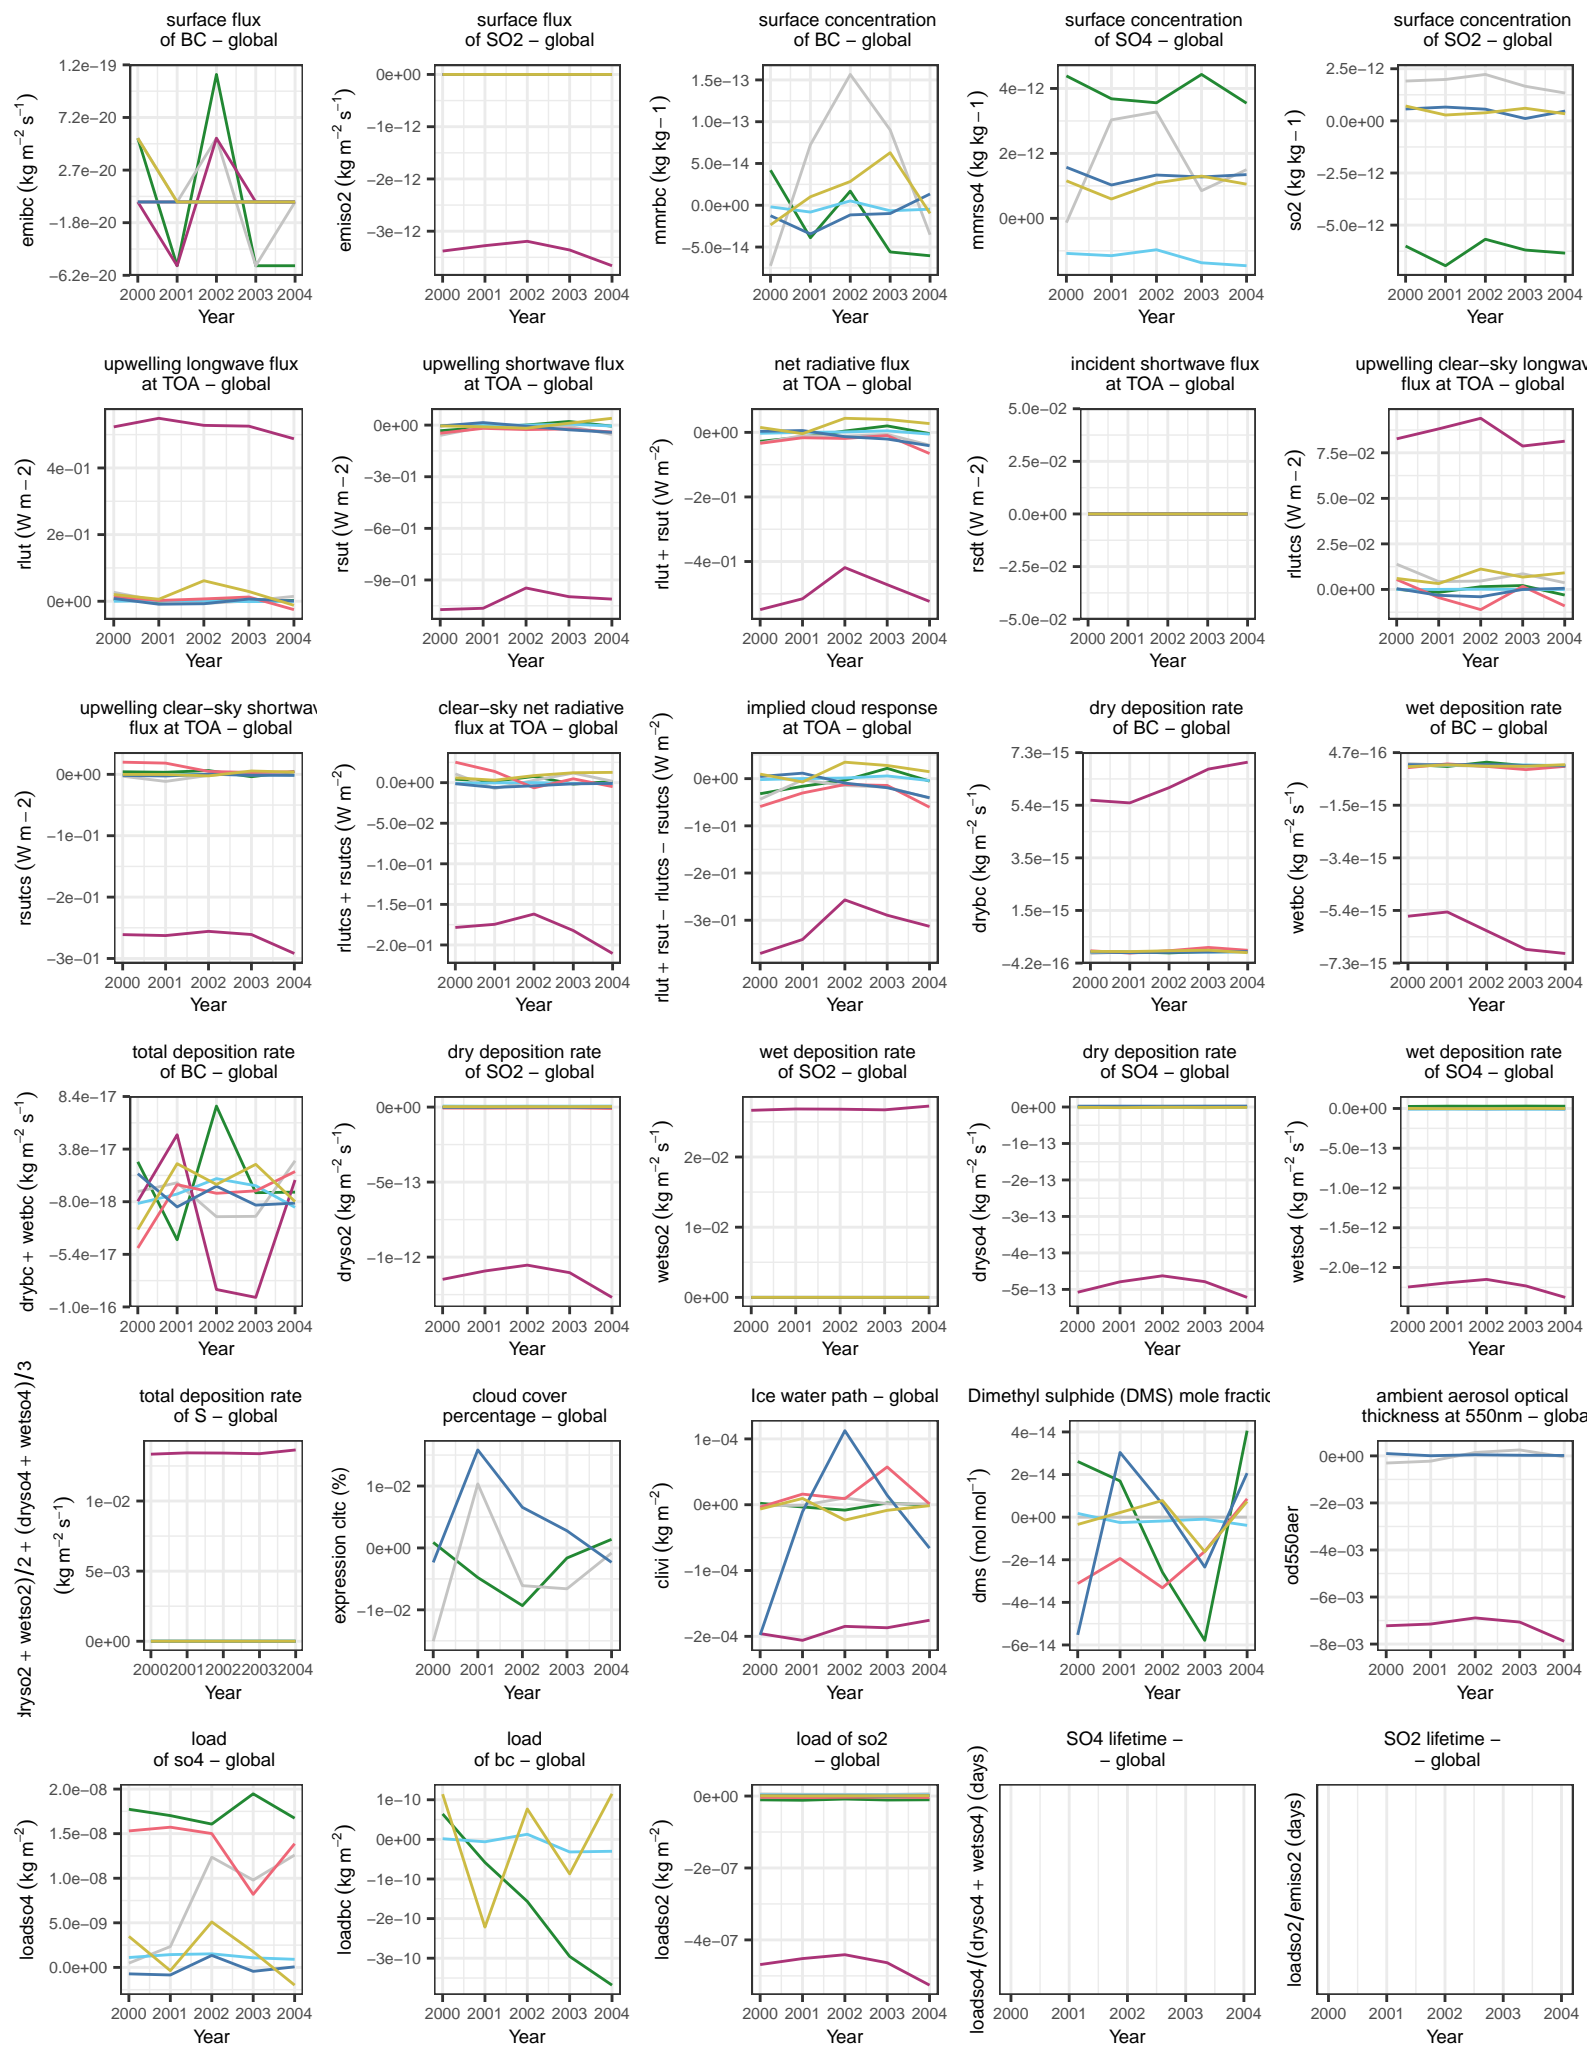 surface flux
of BC − global
1.2e−19
7.2e−20
2.7e−20
−1.8e−20
−6.2e−20
emibc (kg m−2 s−1)
2000 2001 2002 2003 2004
Year
surface flux
of SO2 − global
0e+00
−1e−12
−2e−12
−3e−12
emiso2 (kg m−2 s−1)
2000 2001 2002 2003 2004
Year
surface concentration
of BC − global
1.5e−13
1.0e−13
5.0e−14
0.0e+00
−5.0e−14
mmrbc (kg kg − 1)
2000 2001 2002 2003 2004
Year
surface concentration
of SO4 − global
4e−12
2e−12
0e+00
mmrso4 (kg kg − 1)
2000 2001 2002 2003 2004
Year
surface concentration
of SO2 − global
2.5e−12
0.0e+00
−2.5e−12
−5.0e−12
so2 (kg kg − 1)
2000 2001 2002 2003 2004
Year
upwelling longwave flux
at TOA − global
4e−01
2e−01
0e+00
rlut (W m − 2)
2000 2001 2002 2003 2004
Year
upwelling shortwave flux
at TOA − global
0e+00
−3e−01
−6e−01
−9e−01
rsut (W m − 2)
2000 2001 2002 2003 2004
Year
net radiative flux
at TOA − global
0e+00
−2e−01
−4e−01
rlut + rsut (W m−2)
2000 2001 2002 2003 2004
Year
incident shortwave flux
at TOA − global
5.0e−02
2.5e−02
0.0e+00
−2.5e−02
−5.0e−02
rsdt (W m − 2)
2000 2001 2002 2003 2004
Year
upwelling clear−sky longwav
flux at TOA − global
7.5e−02
5.0e−02
2.5e−02
0.0e+00
rlutcs (W m − 2)
2000 2001 2002 2003 2004
Year
upwelling clear−sky shortwav
flux at TOA − global
0e+00
−1e−01
−2e−01
−3e−01
rsutcs (W m − 2)
2000 2001 2002 2003 2004
Year
clear−sky net radiative
flux at TOA − global
0.0e+00
−5.0e−02
−1.0e−01
−1.5e−01
−2.0e−01
rlutcs + rsutcs (W m−2)
2000 2001 2002 2003 2004
Year
implied cloud response
at TOA − global
0e+00
−1e−01
−2e−01
−3e−01
rlut + rsut − rlutcs − rsutcs (W m−2)
2000 2001 2002 2003 2004
Year
dry deposition rate
of BC − global
7.3e−15
5.4e−15
3.5e−15
1.5e−15
−4.2e−16
drybc (kg m−2 s−1)
2000 2001 2002 2003 2004
Year
wet deposition rate
of BC − global
4.7e−16
−1.5e−15
−3.4e−15
−5.4e−15
−7.3e−15
wetbc (kg m−2 s−1)
2000 2001 2002 2003 2004
Year
total deposition rate
of BC − global
8.4e−17
3.8e−17
−8.0e−18
−5.4e−17
−1.0e−16
drybc + wetbc (kg m−2 s−1)
2000 2001 2002 2003 2004
Year
dry deposition rate
of SO2 − global
0e+00
−5e−13
−1e−12
dryso2 (kg m−2 s−1)
2000 2001 2002 2003 2004
Year
wet deposition rate
of SO2 − global
2e−02
1e−02
0e+00
wetso2 (kg m−2 s−1)
2000 2001 2002 2003 2004
Year
dry deposition rate
of SO4 − global
0e+00
−1e−13
−2e−13
−3e−13
−4e−13
−5e−13
dryso4 (kg m−2 s−1)
2000 2001 2002 2003 2004
Year
wet deposition rate
of SO4 − global
0.0e+00
−5.0e−13
−1.0e−12
−1.5e−12
−2.0e−12
wetso4 (kg m−2 s−1)
2000 2001 2002 2003 2004
Year
total deposition rate
of S − global
1e−02
5e−03
0e+00
dryso2 + wetso2)/2 + (dryso4 + wetso4)/3
(kg m−2 s−1)
2000 2001 2002 2003 2004
Year
cloud cover
percentage − global
1e−02
0e+00
−1e−02
expression cltc (%)
2000 2001 2002 2003 2004
Year
Ice water path − global
1e−04
0e+00
−1e−04
−2e−04
clivi (kg m−2)
2000 2001 2002 2003 2004
Year
Dimethyl sulphide (DMS) mole fractic
4e−14
2e−14
0e+00
−2e−14
−4e−14
−6e−14
dms (mol mol−1)
2000 2001 2002 2003 2004
Year
ambient aerosol optical
thickness at 550nm − globa
0e+00
−2e−03
−4e−03
−6e−03
−8e−03
od550aer
2000 2001 2002 2003 2004
Year
load
of so4 − global
2.0e−08
1.5e−08
1.0e−08
5.0e−09
0.0e+00
loadso4 (kg m−2)
2000 2001 2002 2003 2004
Year
load
of bc − global
1e−10
0e+00
−1e−10
−2e−10
−3e−10
loadbc (kg m−2)
2000 2001 2002 2003 2004
Year
load of so2
− global
0e+00
−2e−07
−4e−07
loadso2 (kg m−2)
2000 2001 2002 2003 2004
Year
SO4 lifetime −
− global
loadso4/(dryso4 + wetso4) (days)
2000 2001 2002 2003 2004
Year
SO2 lifetime −
− global
loadso2/emiso2 (days)
2000 2001 2002 2003 2004
Year